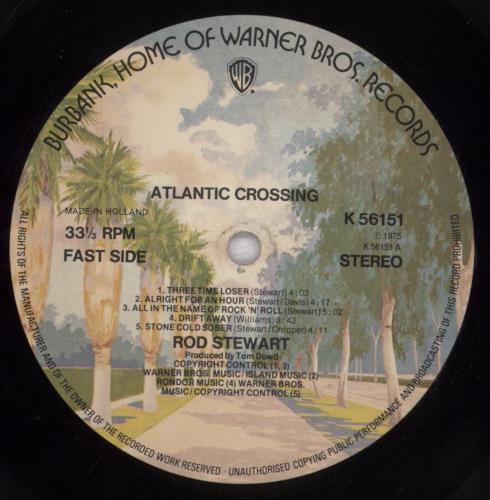 BURBANK, HOME OF WARNER BROS. RECORDS
WB
ATLANTIC CROSSING
MADE IN HOLLAND
33⅓ RPM
FAST SIDE
K 56151
℗ 1975
K 56151 A
STEREO
1. THREE TIME LOSER (Stewart) 4:03
2. ALRIGHT FOR AN HOUR (Stewart/Davis) 4:17
3. ALL IN THE NAME OF ROCK 'N' ROLL (Stewart) 5:02
4. DRIFT AWAY (Williams) 3:43
5. STONE COLD SOBER (Stewart/Cropper) 4:11
ROD STEWART
Produced by Tom Dowd
COPYRIGHT CONTROL (1, 3)
WARNER BROS. MUSIC/ISLAND MUSIC (2)
RONDOR MUSIC (4) WARNER BROS.
MUSIC/COPYRIGHT CONTROL (5)
ALL RIGHTS OF THE MANUFACTURER AND OF THE OWNER OF THE RECORDED WORK RESERVED · UNAUTHORISED COPYING PUBLIC PERFORMANCE AND BROADCASTING OF THIS RECORD PROHIBITED